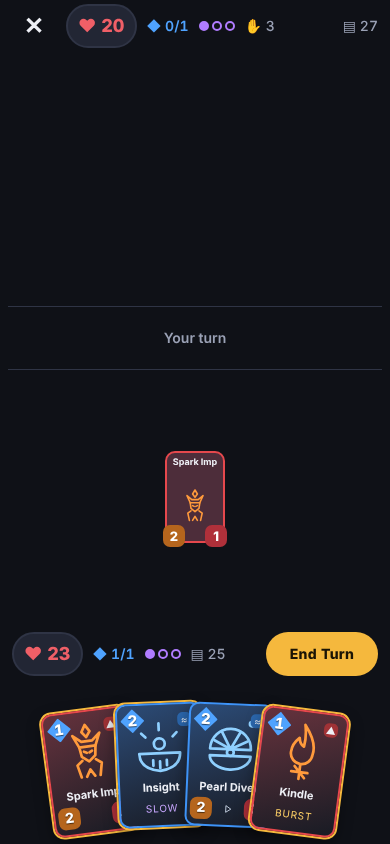 20 0/1 3 27
Your turn
Spark Imp
2 1
23 1/1 25 End Turn
1 2 2 1
Spark Imp Insight Pearl Dive Kindle
2 SLOW 2 BURST